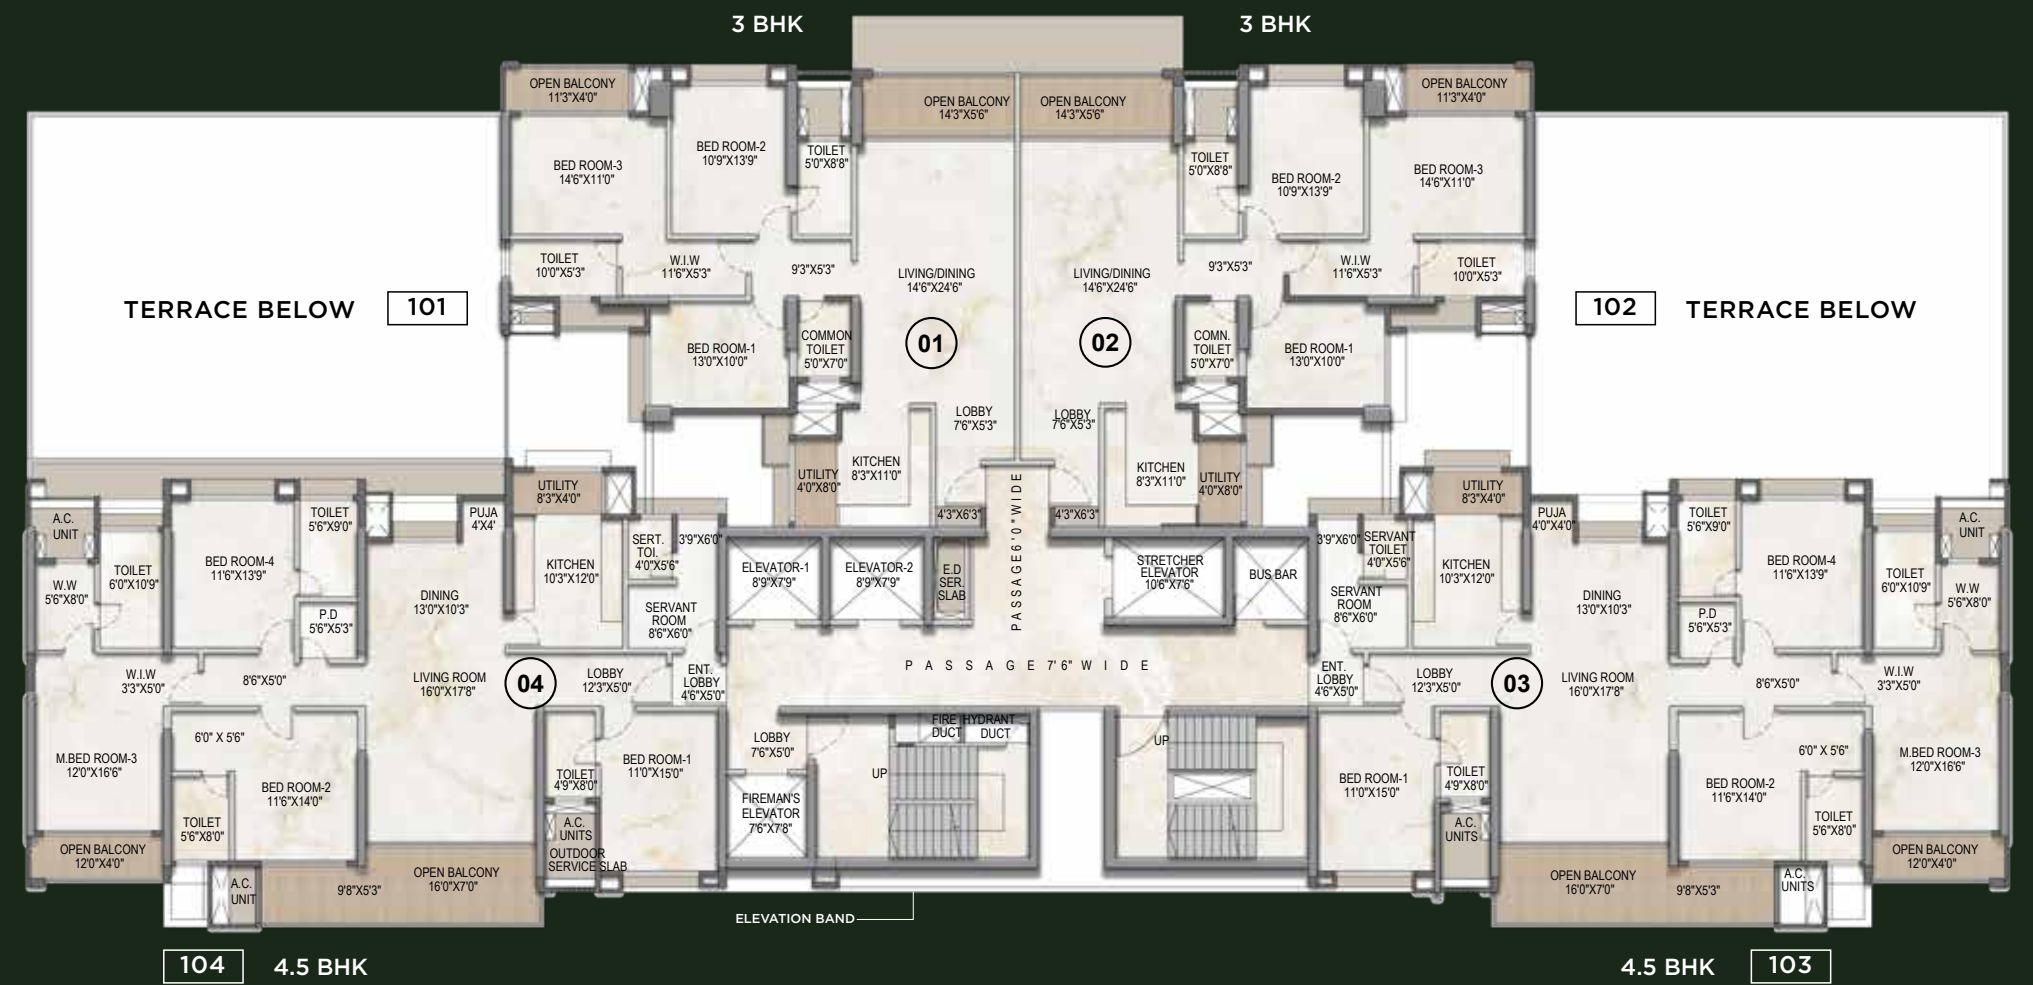 3 BHK
3 BHK
OPEN BALCONY
11'3"X4'0"
OPEN BALCONY
14'3"X5'6"
OPEN BALCONY
14'3"X5'6"
OPEN BALCONY
11'3"X4'0"
BED ROOM-3
14'6"X11'0"
BED ROOM-2
10'9"X13'9"
TOILET
5'0"X8'8"
TOILET
5'0"X8'8"
BED ROOM-2
10'9"X13'9"
BED ROOM-3
14'6"X11'0"
TOILET
10'0"X5'3"
W.I.W
11'6"X5'3"
9'3"X5'3"
LIVING/DINING
14'6"X24'6"
LIVING/DINING
14'6"X24'6"
9'3"X5'3"
W.I.W
11'6"X5'3"
TOILET
10'0"X5'3"
TERRACE BELOW
101
102
TERRACE BELOW
BED ROOM-1
13'0"X10'0"
COMMON
TOILET
5'0"X7'0"
01
02
COMN.
TOILET
5'0"X7'0"
BED ROOM-1
13'0"X10'0"
LOBBY
7'6"X5'3"
LOBBY
7'6"X5'3"
UTILITY
4'0"X8'0"
KITCHEN
8'3"X11'0"
KITCHEN
8'3"X11'0"
UTILITY
4'0"X8'0"
4'3"X6'3"
4'3"X6'3"
PASSAGE 6'0" WIDE
A.C.
UNIT
TOILET
5'6"X9'0"
PUJA
4'X4'
UTILITY
8'3"X4'0"
W.W
5'6"X8'0"
TOILET
6'0"X10'9"
BED ROOM-4
11'6"X13'9"
P.D
5'6"X5'3"
DINING
13'0"X10'3"
KITCHEN
10'3"X12'0"
SERT.
TOI.
4'0"X5'6"
3'9"X6'0"
SERVANT
ROOM
8'6"X6'0"
ELEVATOR-1
8'9"X7'9"
ELEVATOR-2
8'9"X7'9"
E.D
SER.
SLAB
STRETCHER
ELEVATOR
10'6"X7'6"
BUS BAR
3'9"X6'0"
SERVANT
TOILET
4'0"X5'6"
SERVANT
ROOM
8'6"X6'0"
UTILITY
8'3"X4'0"
KITCHEN
10'3"X12'0"
PUJA
4'0"X4'0"
DINING
13'0"X10'3"
TOILET
5'6"X9'0"
P.D
5'6"X5'3"
BED ROOM-4
11'6"X13'9"
TOILET
6'0"X10'9"
A.C.
UNIT
W.W
5'6"X8'0"
PASSAGE 7'6" WIDE
W.I.W
3'3"X5'0"
8'6"X5'0"
LIVING ROOM
16'0"X17'8"
04
LOBBY
12'3"X5'0"
ENT.
LOBBY
4'6"X5'0"
ENT.
LOBBY
4'6"X5'0"
LOBBY
12'3"X5'0"
03
LIVING ROOM
16'0"X17'8"
8'6"X5'0"
W.I.W
3'3"X5'0"
M.BED ROOM-3
12'0"X16'6"
6'0" X 5'6"
BED ROOM-2
11'6"X14'0"
TOILET
5'6"X8'0"
TOILET
4'9"X8'0"
BED ROOM-1
11'0"X15'0"
LOBBY
7'6"X5'0"
FIRE
DUCT
HYDRANT
DUCT
UP
UP
FIREMAN'S
ELEVATOR
7'6"X7'8"
BED ROOM-1
11'0"X15'0"
TOILET
4'9"X8'0"
6'0" X 5'6"
BED ROOM-2
11'6"X14'0"
TOILET
5'6"X8'0"
M.BED ROOM-3
12'0"X16'6"
OPEN BALCONY
12'0"X4'0"
A.C.
UNIT
9'8"X5'3"
OPEN BALCONY
16'0"X7'0"
A.C.
UNITS
OUTDOOR
SERVICE SLAB
A.C.
UNITS
OPEN BALCONY
16'0"X7'0"
9'8"X5'3"
A.C.
UNITS
OPEN BALCONY
12'0"X4'0"
ELEVATION BAND
104
4.5 BHK
4.5 BHK
103